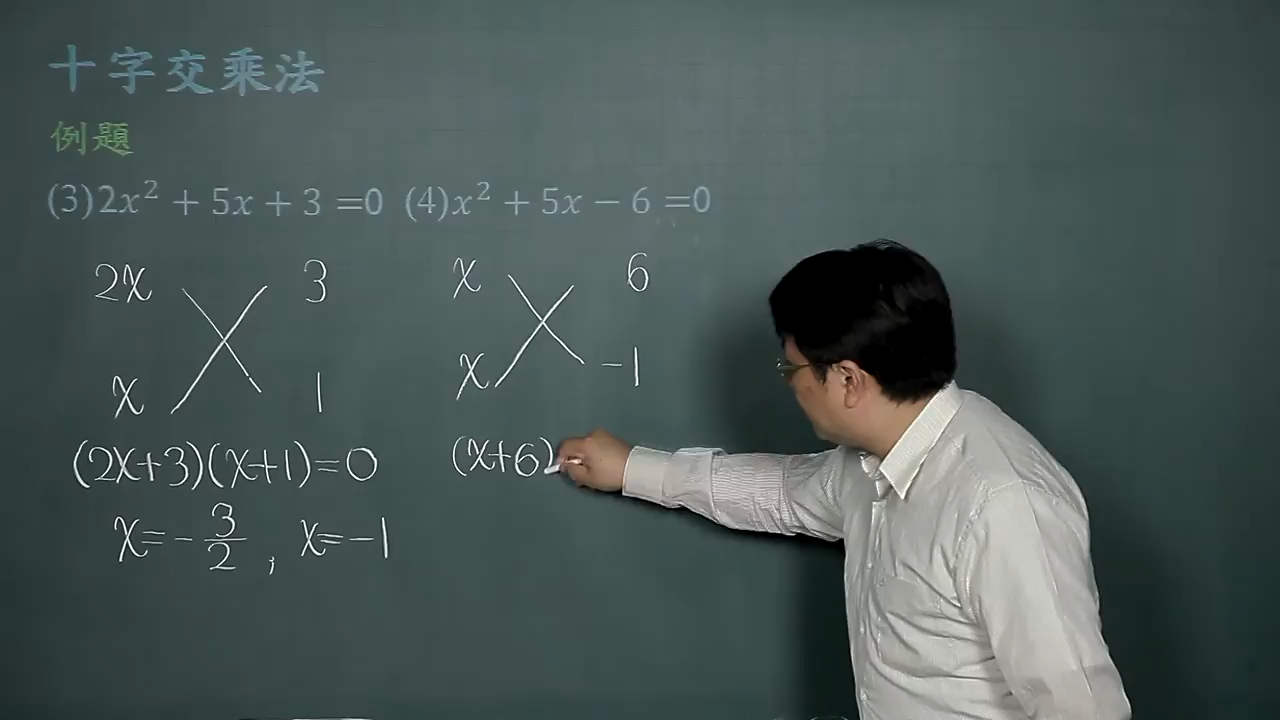 十字交乘法
例題
(3)2x² + 5x + 3 =0 (4)x² + 5x − 6 =0
2x 3 x 6
x 1 x −1
(2x+3)(x+1)=0 (x+6)
x=−3/2 , x=−1